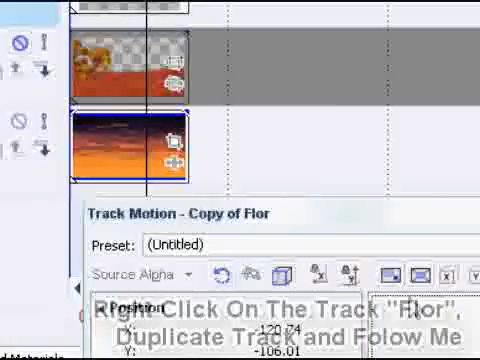 Track Motion - Copy of Flor
Preset: (Untitled)
Source Alpha
Position
X: -120.74
Y: -106.01
Right Click On The Track "Flor",
Duplicate Track and Folow Me
d Materials